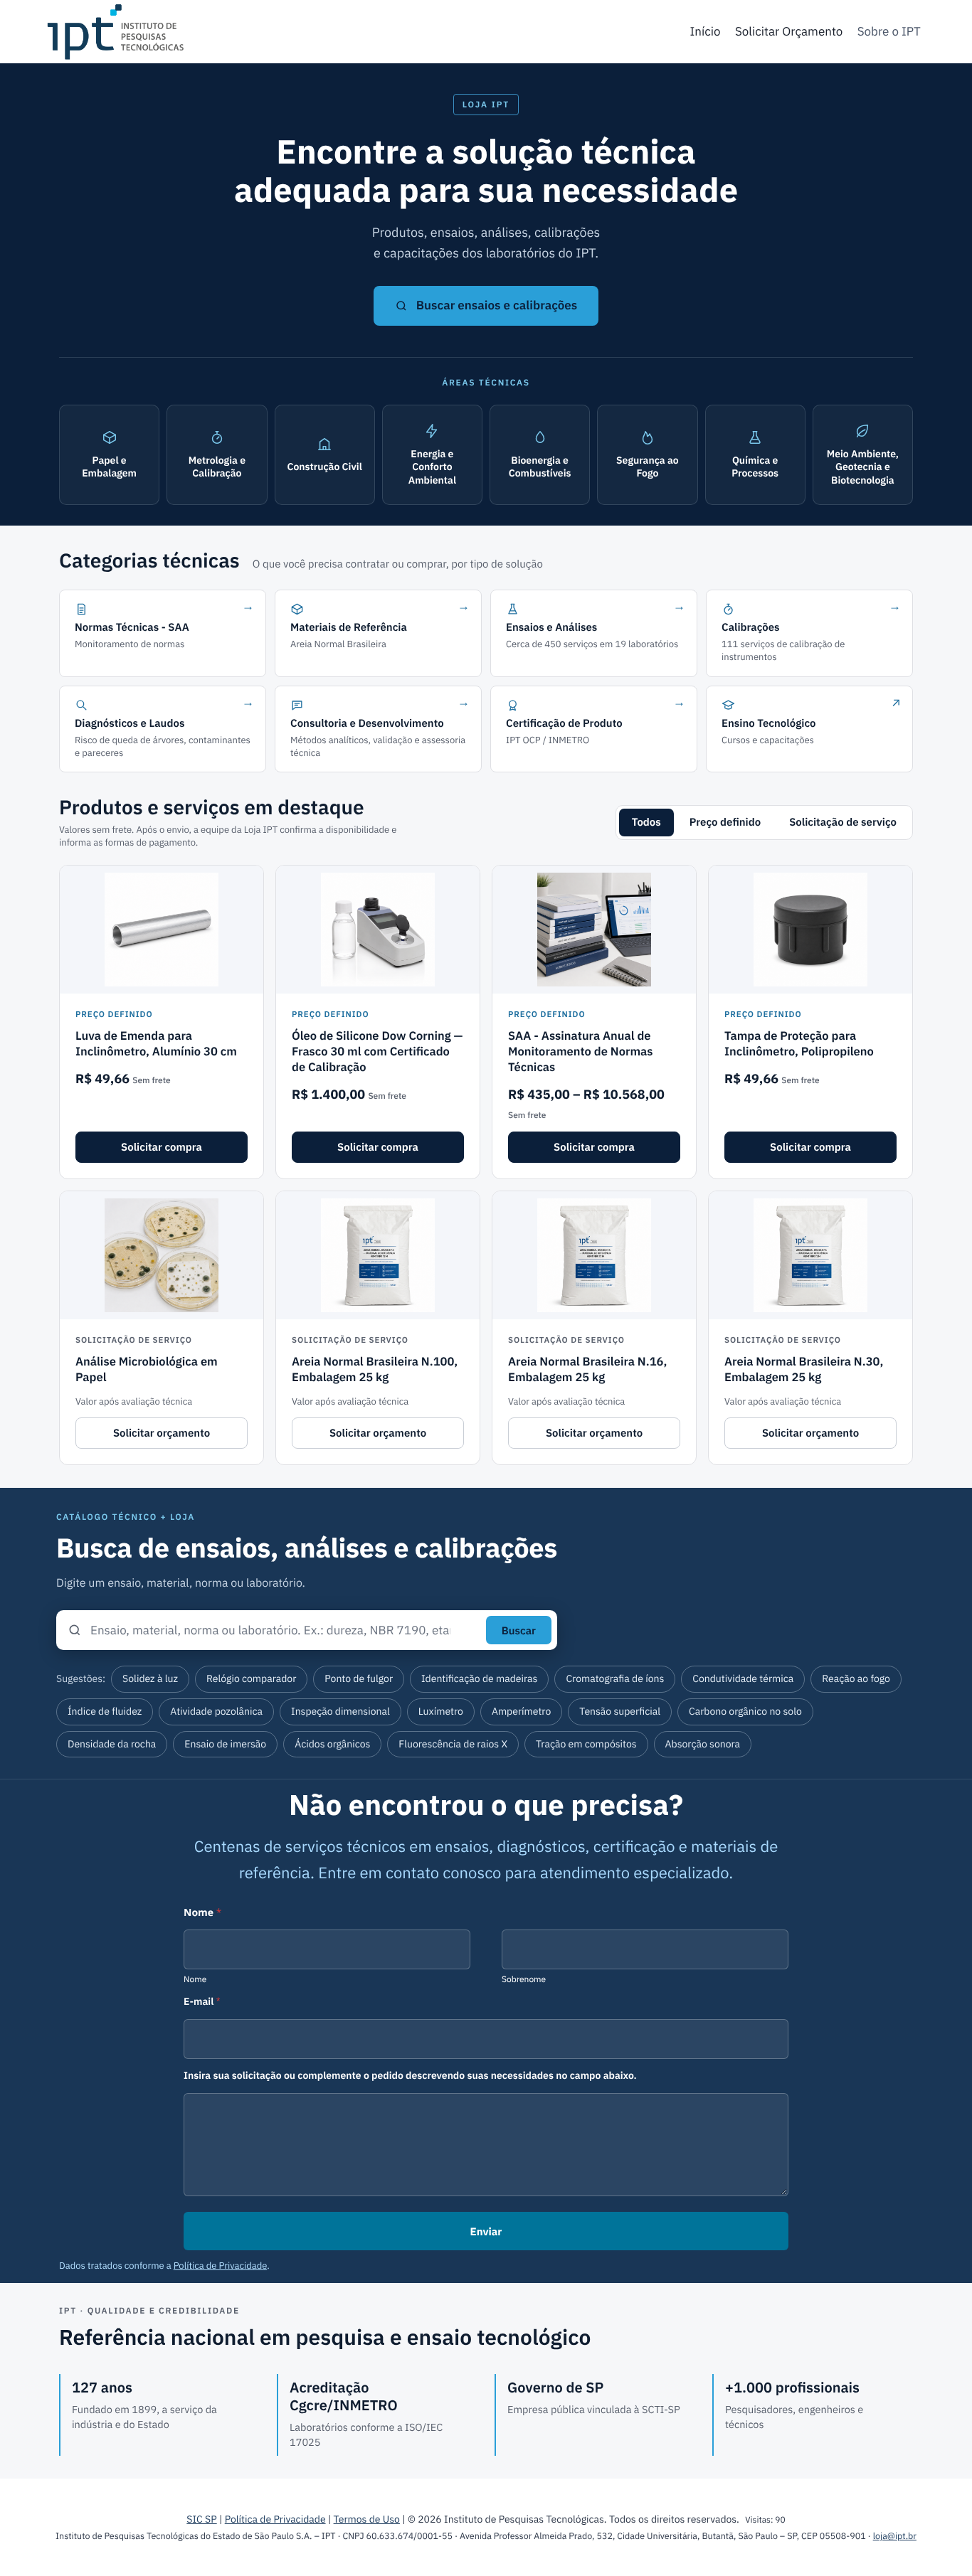 ipt INSTITUTO DE
PESQUISAS
TECNOLÓGICAS
Início Solicitar Orçamento Sobre o IPT
LOJA IPT
Encontre a solução técnica
adequada para sua necessidade
Produtos, ensaios, análises, calibrações
e capacitações dos laboratórios do IPT.
Buscar ensaios e calibrações
ÁREAS TÉCNICAS
Papel e
Embalagem
Metrologia e
Calibração
Construção Civil
Energia e
Conforto
Ambiental
Bioenergia e
Combustíveis
Segurança ao
Fogo
Química e
Processos
Meio Ambiente,
Geotecnia e
Biotecnologia
Categorias técnicas O que você precisa contratar ou comprar, por tipo de solução
Normas Técnicas - SAA
Monitoramento de normas
Materiais de Referência
Areia Normal Brasileira
Ensaios e Análises
Cerca de 450 serviços em 19 laboratórios
Calibrações
111 serviços de calibração de
instrumentos
Diagnósticos e Laudos
Risco de queda de árvores, contaminantes
e pareceres
Consultoria e Desenvolvimento
Métodos analíticos, validação e assessoria
técnica
Certificação de Produto
IPT OCP / INMETRO
Ensino Tecnológico
Cursos e capacitações
Produtos e serviços em destaque
Valores sem frete. Após o envio, a equipe da Loja IPT confirma a disponibilidade e
informa as formas de pagamento.
Todos Preço definido Solicitação de serviço
PREÇO DEFINIDO
Luva de Emenda para
Inclinômetro, Alumínio 30 cm
R$ 49,66 Sem frete
Solicitar compra
PREÇO DEFINIDO
Óleo de Silicone Dow Corning —
Frasco 30 ml com Certificado
de Calibração
R$ 1.400,00 Sem frete
Solicitar compra
PREÇO DEFINIDO
SAA - Assinatura Anual de
Monitoramento de Normas
Técnicas
R$ 435,00 – R$ 10.568,00
Sem frete
Solicitar compra
PREÇO DEFINIDO
Tampa de Proteção para
Inclinômetro, Polipropileno
R$ 49,66 Sem frete
Solicitar compra
SOLICITAÇÃO DE SERVIÇO
Análise Microbiológica em
Papel
Valor após avaliação técnica
Solicitar orçamento
ipt
SOLICITAÇÃO DE SERVIÇO
Areia Normal Brasileira N.100,
Embalagem 25 kg
Valor após avaliação técnica
Solicitar orçamento
ipt
SOLICITAÇÃO DE SERVIÇO
Areia Normal Brasileira N.16,
Embalagem 25 kg
Valor após avaliação técnica
Solicitar orçamento
ipt
SOLICITAÇÃO DE SERVIÇO
Areia Normal Brasileira N.30,
Embalagem 25 kg
Valor após avaliação técnica
Solicitar orçamento
CATÁLOGO TÉCNICO + LOJA
Busca de ensaios, análises e calibrações
Digite um ensaio, material, norma ou laboratório.
Ensaio, material, norma ou laboratório. Ex.: dureza, NBR 7190, eta Buscar
Sugestões: Solidez à luz Relógio comparador Ponto de fulgor Identificação de madeiras Cromatografia de íons Condutividade térmica Reação ao fogo
Índice de fluidez Atividade pozolânica Inspeção dimensional Luxímetro Amperímetro Tensão superficial Carbono orgânico no solo
Densidade da rocha Ensaio de imersão Ácidos orgânicos Fluorescência de raios X Tração em compósitos Absorção sonora
Não encontrou o que precisa?
Centenas de serviços técnicos em ensaios, diagnósticos, certificação e materiais de
referência. Entre em contato conosco para atendimento especializado.
Nome *
Nome Sobrenome
E-mail *
Insira sua solicitação ou complemente o pedido descrevendo suas necessidades no campo abaixo.
Enviar
Dados tratados conforme a Política de Privacidade.
IPT · QUALIDADE E CREDIBILIDADE
Referência nacional em pesquisa e ensaio tecnológico
127 anos
Fundado em 1899, a serviço da
indústria e do Estado
Acreditação
Cgcre/INMETRO
Laboratórios conforme a ISO/IEC
17025
Governo de SP
Empresa pública vinculada à SCTI-SP
+1.000 profissionais
Pesquisadores, engenheiros e
técnicos
SIC SP | Política de Privacidade | Termos de Uso | © 2026 Instituto de Pesquisas Tecnológicas. Todos os direitos reservados. Visitas: 90
Instituto de Pesquisas Tecnológicas do Estado de São Paulo S.A. – IPT · CNPJ 60.633.674/0001-55 · Avenida Professor Almeida Prado, 532, Cidade Universitária, Butantã, São Paulo – SP, CEP 05508-901 · loja@ipt.br